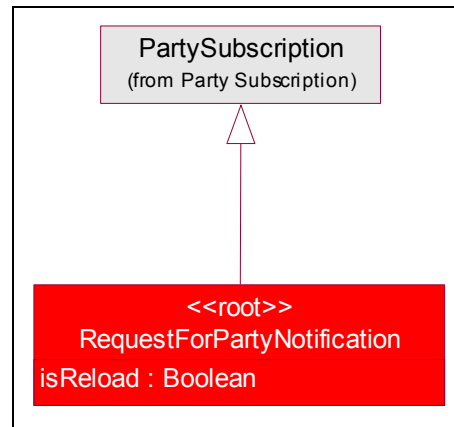 PartySubscription
(from Party Subscription)
<<root>>
RequestForPartyNotification
isReload : Boolean